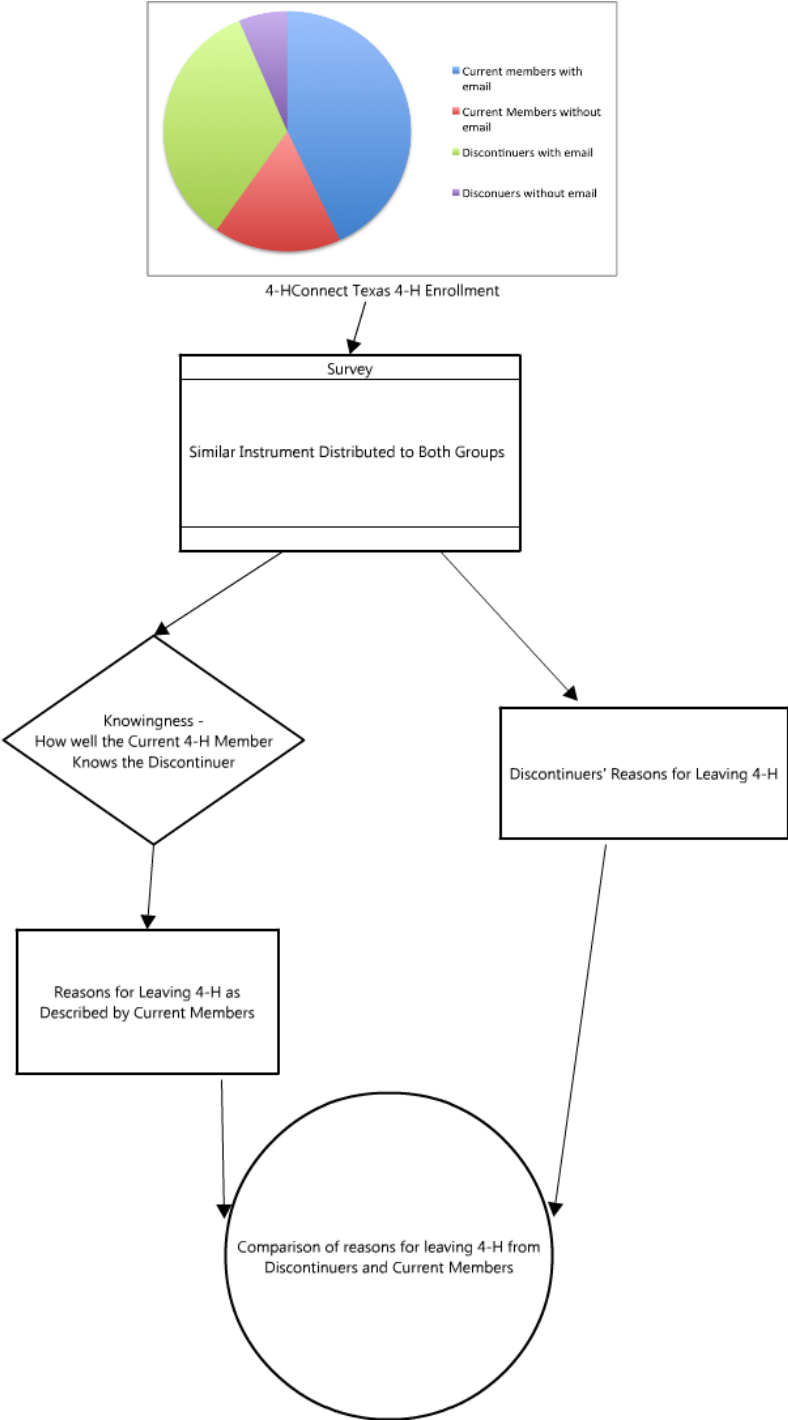 Current members with
email
Current Members without
email
Discontinuers with email
Disconuers without email
4-HConnect Texas 4-H Enrollment
Survey
Similar Instrument Distributed to Both Groups
Knowingness -
How well the Current 4-H Member
Knows the Discontinuer
Discontinuers' Reasons for Leaving 4-H
Reasons for Leaving 4-H as
Described by Current Members
Comparison of reasons for leaving 4-H from
Discontinuers and Current Members